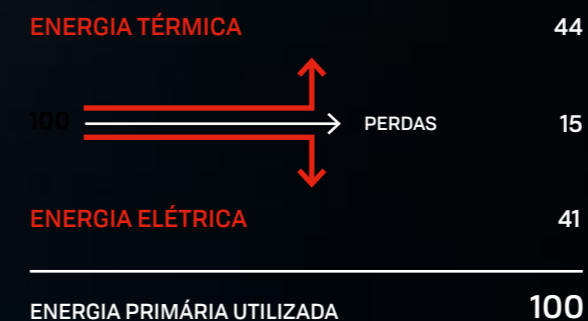 ENERGIA TÉRMICA 44
100 PERDAS 15
ENERGIA ELÉTRICA 41
ENERGIA PRIMÁRIA UTILIZADA 100